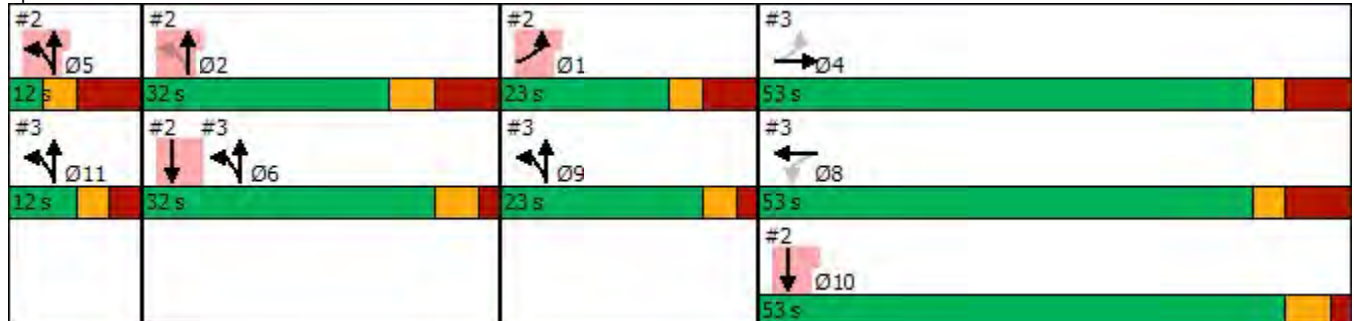 #2 #2 #2 #3
Ø5 Ø2 Ø1 Ø4
12 s 32 s 23 s 53 s
#3 #2 #3 #3 #3
Ø11 Ø6 Ø9 Ø8
12 s 32 s 23 s 53 s
#2
Ø10
53 s